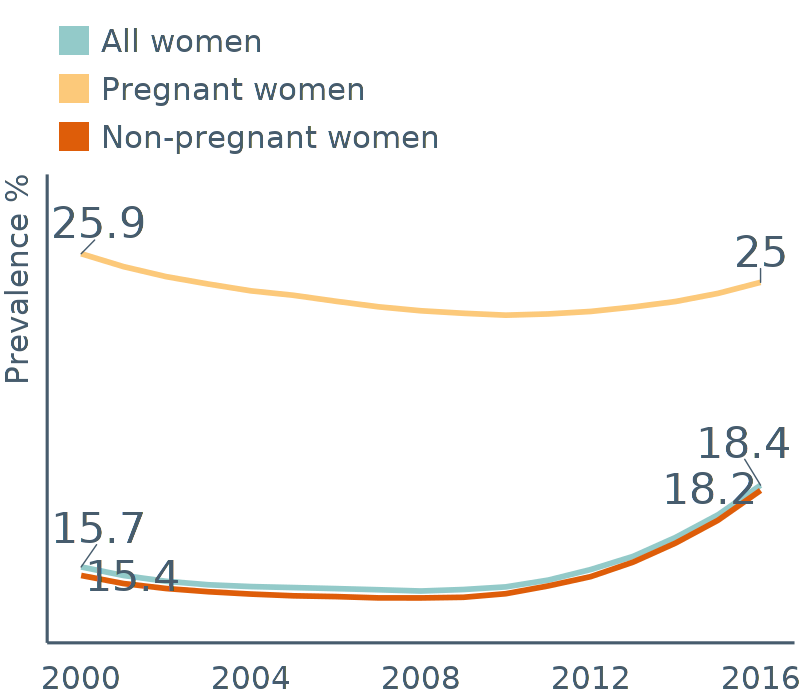 All women
Pregnant women
Non-pregnant women
Prevalence %
25.9
25
18.4
18.2
15.7
15.4
2000 2004 2008 2012 2016